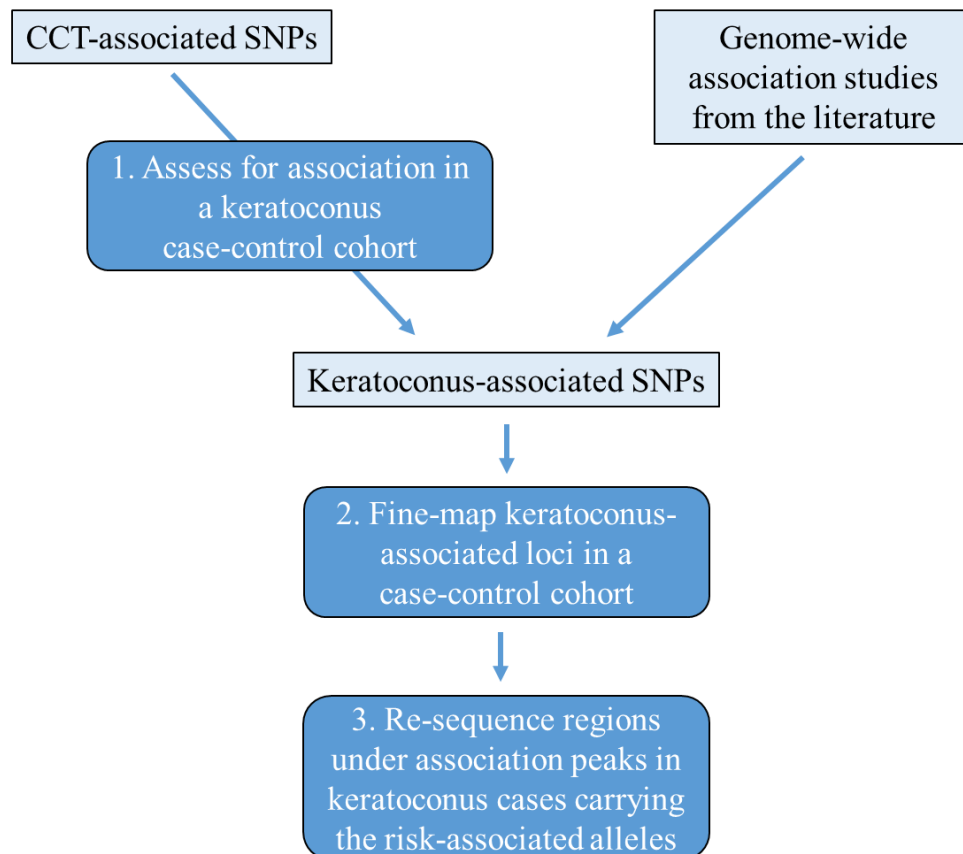 CCT-associated SNPs
Genome-wide
association studies
from the literature
1. Assess for association in
a keratoconus
case-control cohort
Keratoconus-associated SNPs
2. Fine-map keratoconus-
associated loci in a
case-control cohort
3. Re-sequence regions
under association peaks in
keratoconus cases carrying
the risk-associated alleles